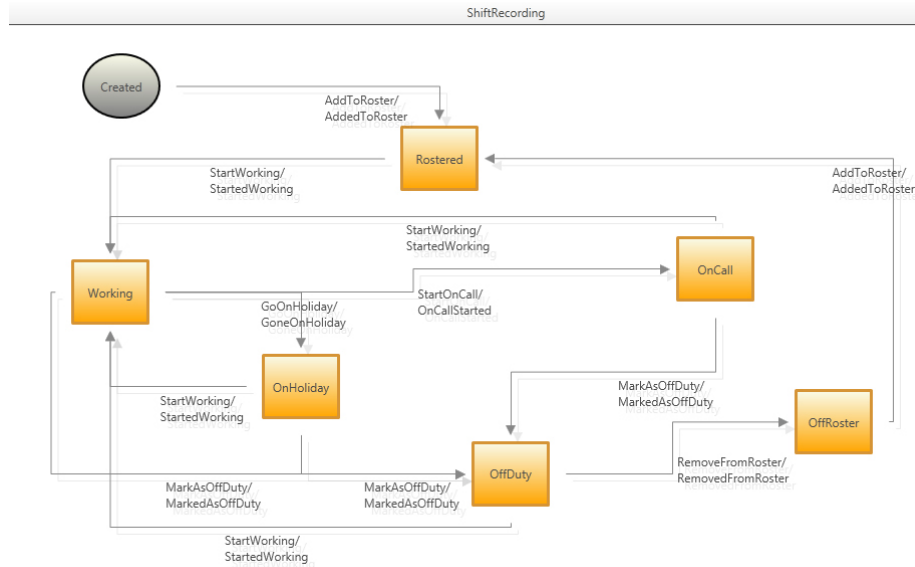 ShiftRecording
Created
AddToRoster/
AddedToRoster
Rostered
StartWorking/
StartedWorking
AddToRoster/
AddedToRoster
StartWorking/
StartedWorking
OnCall
Working
GoOnHoliday/
GoneOnHoliday
StartOnCall/
OnCallStarted
OnHoliday
StartWorking/
StartedWorking
MarkAsOffDuty/
MarkedAsOffDuty
OffRoster
OffDuty
RemoveFromRoster/
RemovedFromRoster
MarkAsOffDuty/
MarkedAsOffDuty
MarkAsOffDuty/
MarkedAsOffDuty
StartWorking/
StartedWorking